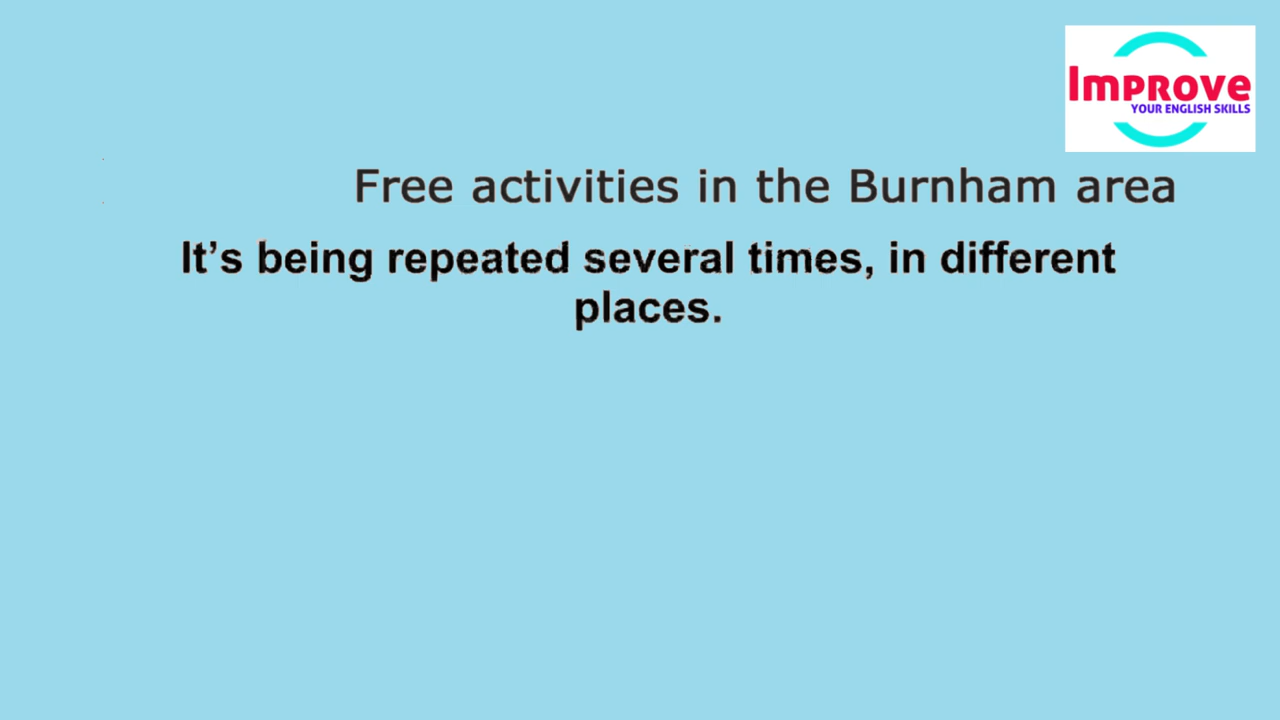 Improve
YOUR ENGLISH SKILLS
Free activities in the Burnham area
It’s being repeated several times, in different
places.